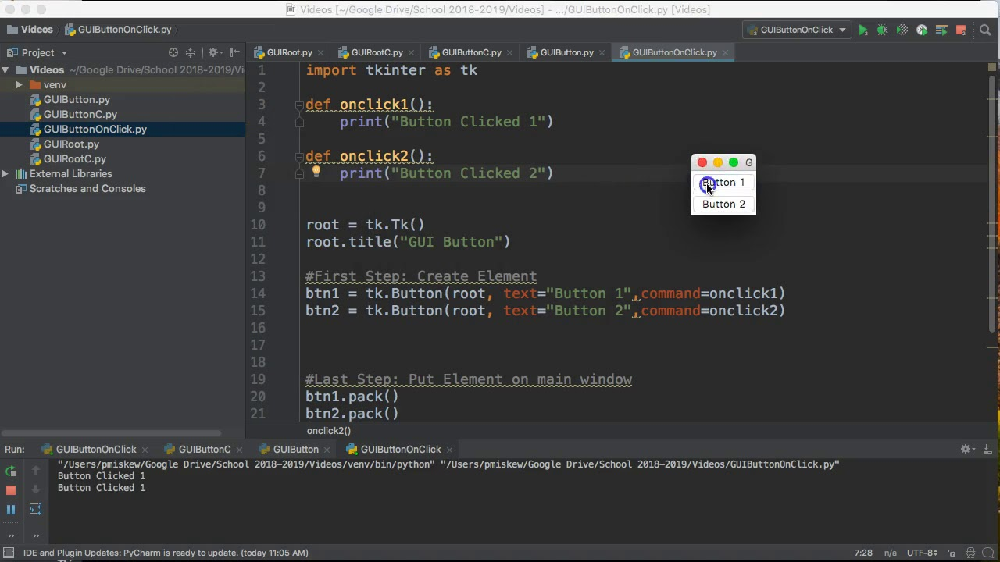 Videos [~/Google Drive/School 2018-2019/Videos] - .../GUIButtonOnClick.py [Videos]
Videos GUIButtonOnClick.py GUIButtonOnClick
Project GUIRoot.py GUIRootC.py GUIButtonC.py GUIButton.py GUIButtonOnClick.py
Videos ~/Google Drive/School 2018-2019/Vi
venv
GUIButton.py
GUIButtonC.py
GUIButtonOnClick.py
GUIRoot.py
GUIRootC.py
External Libraries
Scratches and Consoles
1 import tkinter as tk
2
3 def onclick1():
4 print("Button Clicked 1")
5
6 def onclick2():
7 print("Button Clicked 2")
8
9
10 root = tk.Tk()
11 root.title("GUI Button")
12
13 #First Step: Create Element
14 btn1 = tk.Button(root, text="Button 1",command=onclick1)
15 btn2 = tk.Button(root, text="Button 2",command=onclick2)
16
17
18
19 #Last Step: Put Element on main window
20 btn1.pack()
21 btn2.pack()
onclick2()
G
Button 1
Button 2
Run: GUIButtonOnClick GUIButtonC GUIButton GUIButtonOnClick
"/Users/pmiskew/Google Drive/School 2018-2019/Videos/venv/bin/python" "/Users/pmiskew/Google Drive/School 2018-2019/Videos/GUIButtonOnClick.py"
Button Clicked 1
Button Clicked 1
IDE and Plugin Updates: PyCharm is ready to update. (today 11:05 AM) 7:28 n/a UTF-8